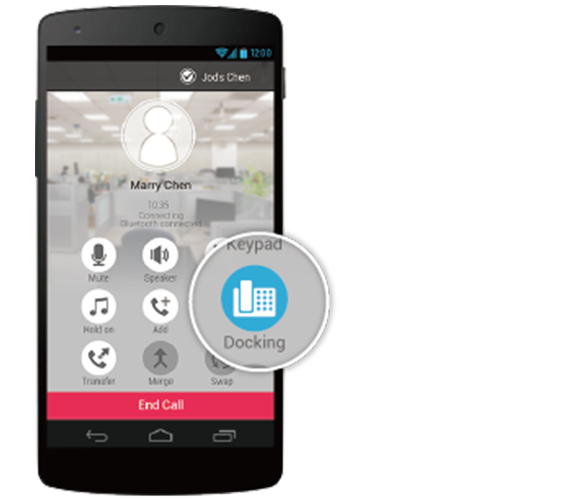 12:00
Jods Chen
Marry Chen
10:35
Connecting
Bluetooth connected
Keypad
Mute
Speaker
Docking
Hold on
Add
Transfer
Merge
Swap
End Call